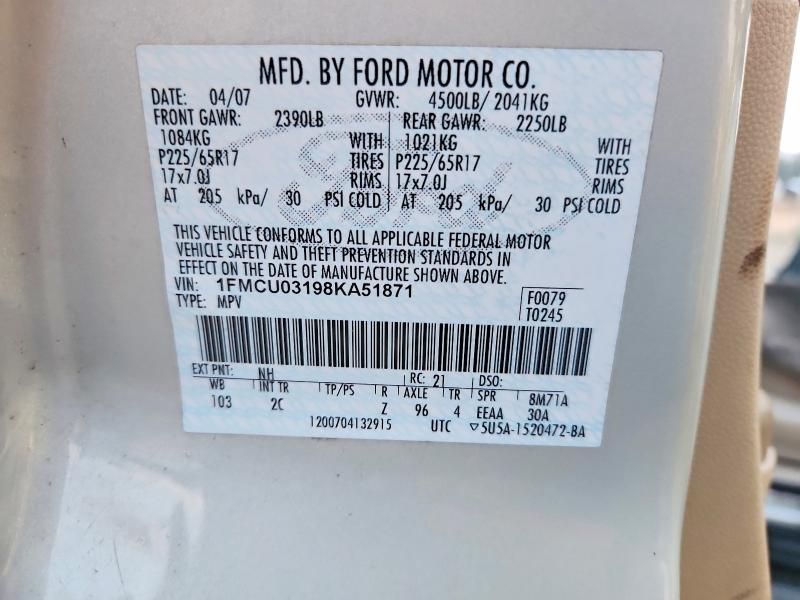 MFD. BY FORD MOTOR CO.
DATE: 04/07 GVWR: 4500LB/ 2041KG
FRONT GAWR: 2390LB REAR GAWR: 2250LB
1084KG WITH 1021KG WITH
P225/65R17 TIRES P225/65R17 TIRES
17x7.0J RIMS 17x7.0J RIMS
AT 205 kPa/ 30 PSI COLD AT 205 kPa/ 30 PSI COLD
Ford
THIS VEHICLE CONFORMS TO ALL APPLICABLE FEDERAL MOTOR
VEHICLE SAFETY AND THEFT PREVENTION STANDARDS IN
EFFECT ON THE DATE OF MANUFACTURE SHOWN ABOVE.
VIN: 1FMCU03198KA51871 F0079
TYPE: MPV T0245
EXT PNT: NH RC: 21 DSO:
WB INT TR TP/PS R AXLE TR SPR 8M71A
103 2C Z 96 4 EEAA 30A
1200704132915 UTC ▽5U5A-1520472-BA